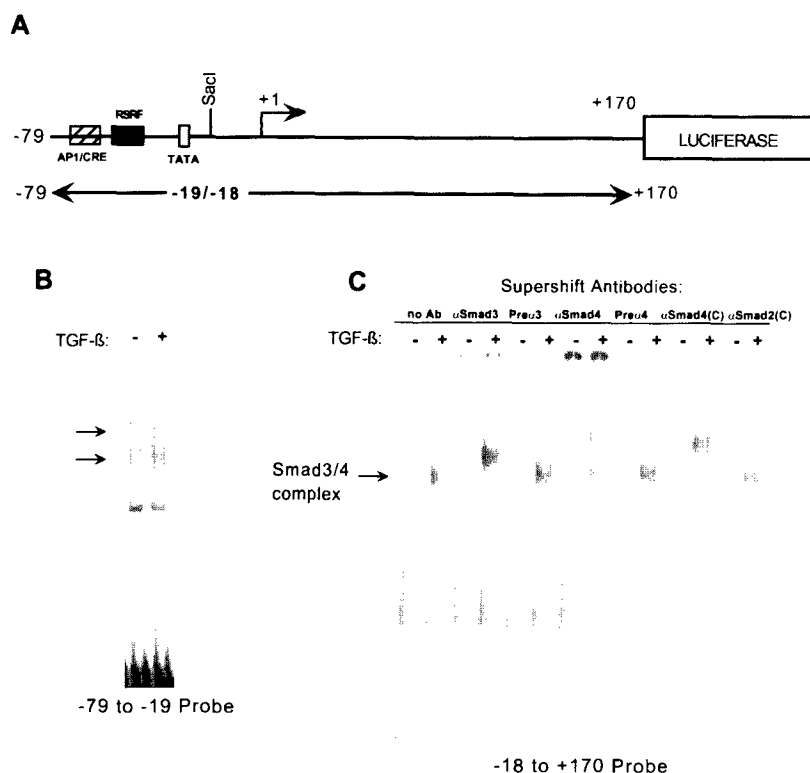 A
SacI
RSRF
+1
+170
-79
LUCIFERASE
AP1/CRE
TATA
-79
-19/-18
+170
B
C
Supershift Antibodies:
no Ab αSmad3 Preα3 αSmad4 Preα4 αSmad4(C) αSmad2(C)
TGF-ß: - +
TGF-ß: - + - + - + - + - + - + - +
Smad3/4
complex
-79 to -19 Probe
-18 to +170 Probe